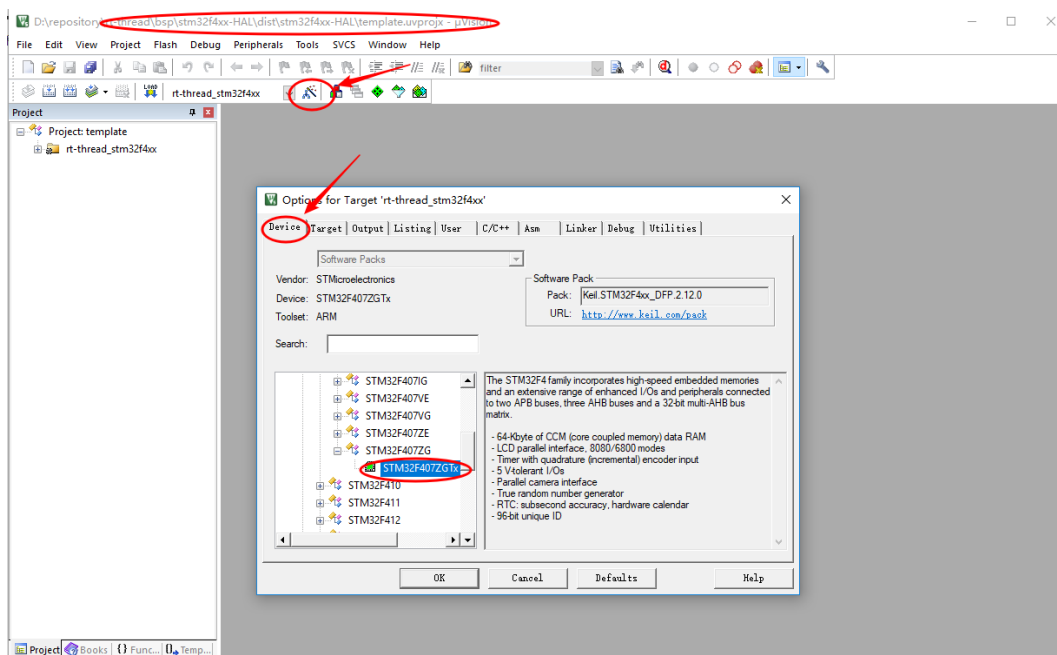 D:\repository\rt-thread\bsp\stm32f4xx-HAL\dist\stm32f4xx-HAL\template.uvprojx - µVision
File Edit View Project Flash Debug Peripherals Tools SVCS Window Help
filter
LOAD rt-thread_stm32f4xx
Project
Project: template
rt-thread_stm32f4xx
Options for Target 'rt-thread_stm32f4xx'
Device Target Output Listing User C/C++ Asm Linker Debug Utilities
Software Packs
Vendor: STMicroelectronics
Device: STM32F407ZGTx
Toolset: ARM
Search:
Software Pack
Pack: Keil.STM32F4xx_DFP.2.12.0
URL: http://www.keil.com/pack
STM32F407IG
STM32F407VE
STM32F407VG
STM32F407ZE
STM32F407ZG
STM32F407ZGTx
STM32F410
STM32F411
STM32F412
The STM32F4 family incorporates high-speed embedded memories
and an extensive range of enhanced I/Os and peripherals connected
to two APB buses, three AHB buses and a 32-bit multi-AHB bus
matrix.
- 64-Kbyte of CCM (core coupled memory) data RAM
- LCD parallel interface, 8080/6800 modes
- Timer with quadrature (incremental) encoder input
- 5 V-tolerant I/Os
- Parallel camera interface
- True random number generator
- RTC: subsecond accuracy, hardware calendar
- 96-bit unique ID
OK Cancel Defaults Help
Project Books {} Func... 0 Temp...